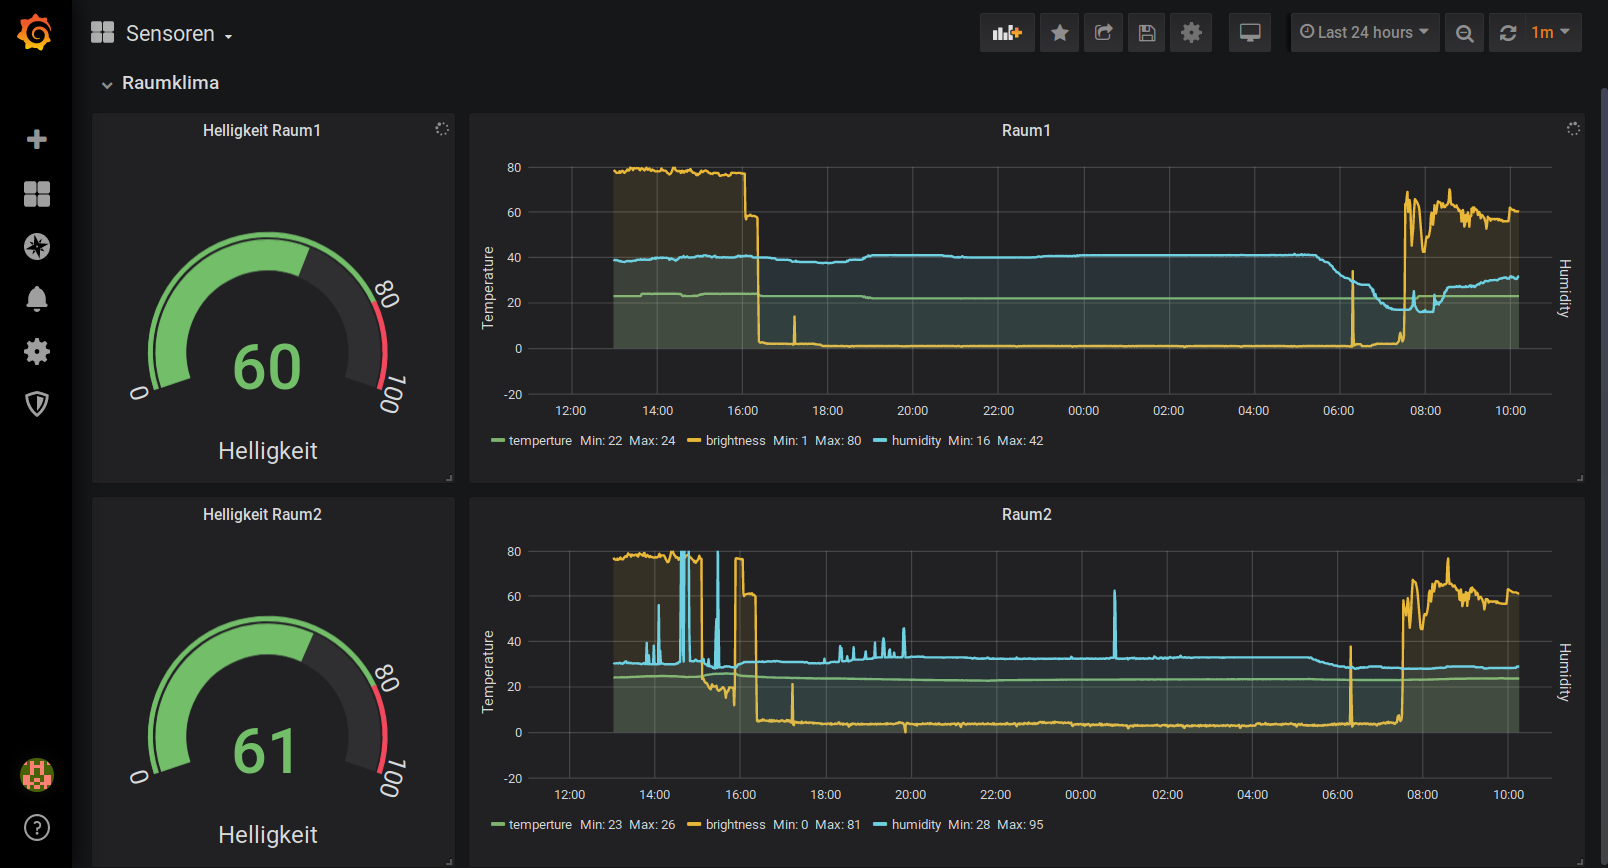 Sensoren
Last 24 hours
1m
Raumklima
Helligkeit Raum1
0
80
100
60
Helligkeit
Raum1
Temperature
80
60
40
20
0
-20
Humidity
12:00 14:00 16:00 18:00 20:00 22:00 00:00 02:00 04:00 06:00 08:00 10:00
temperture Min: 22 Max: 24 brightness Min: 1 Max: 80 humidity Min: 16 Max: 42
Helligkeit Raum2
0
80
100
61
Helligkeit
Raum2
Temperature
80
60
40
20
0
-20
Humidity
12:00 14:00 16:00 18:00 20:00 22:00 00:00 02:00 04:00 06:00 08:00 10:00
temperture Min: 23 Max: 26 brightness Min: 0 Max: 81 humidity Min: 28 Max: 95